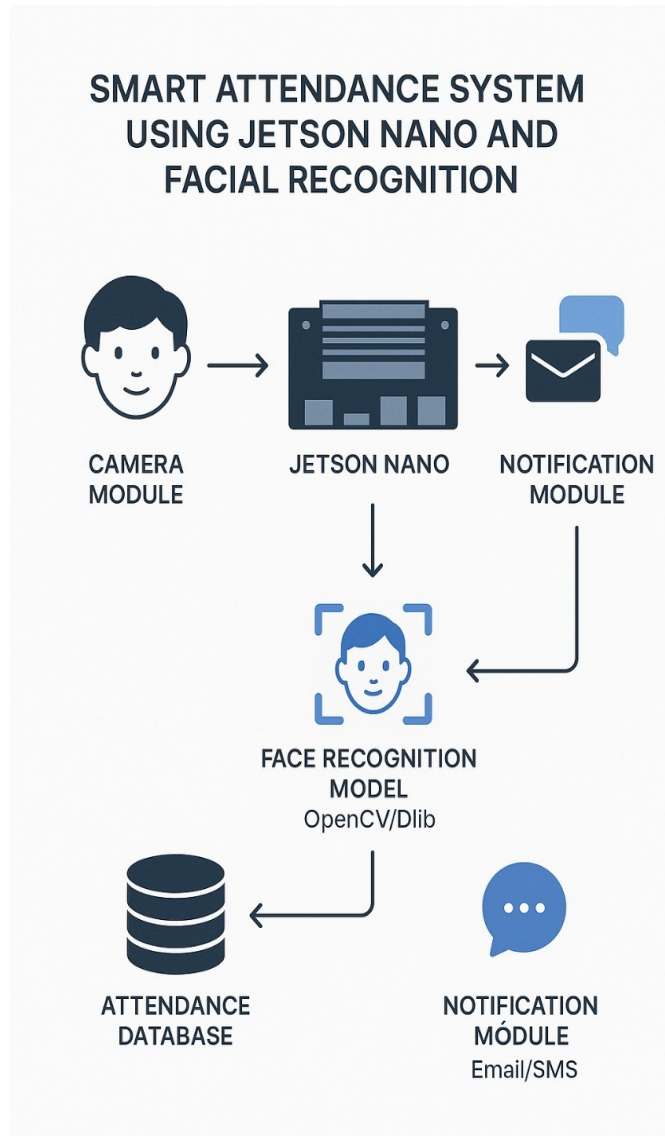 SMART ATTENDANCE SYSTEM
USING JETSON NANO AND
FACIAL RECOGNITION
CAMERA
MODULE
JETSON NANO
NOTIFICATION
MODULE
FACE RECOGNITION
MODEL
OpenCV/Dlib
ATTENDANCE
DATABASE
NOTIFICATION
MÓDULE
Email/SMS